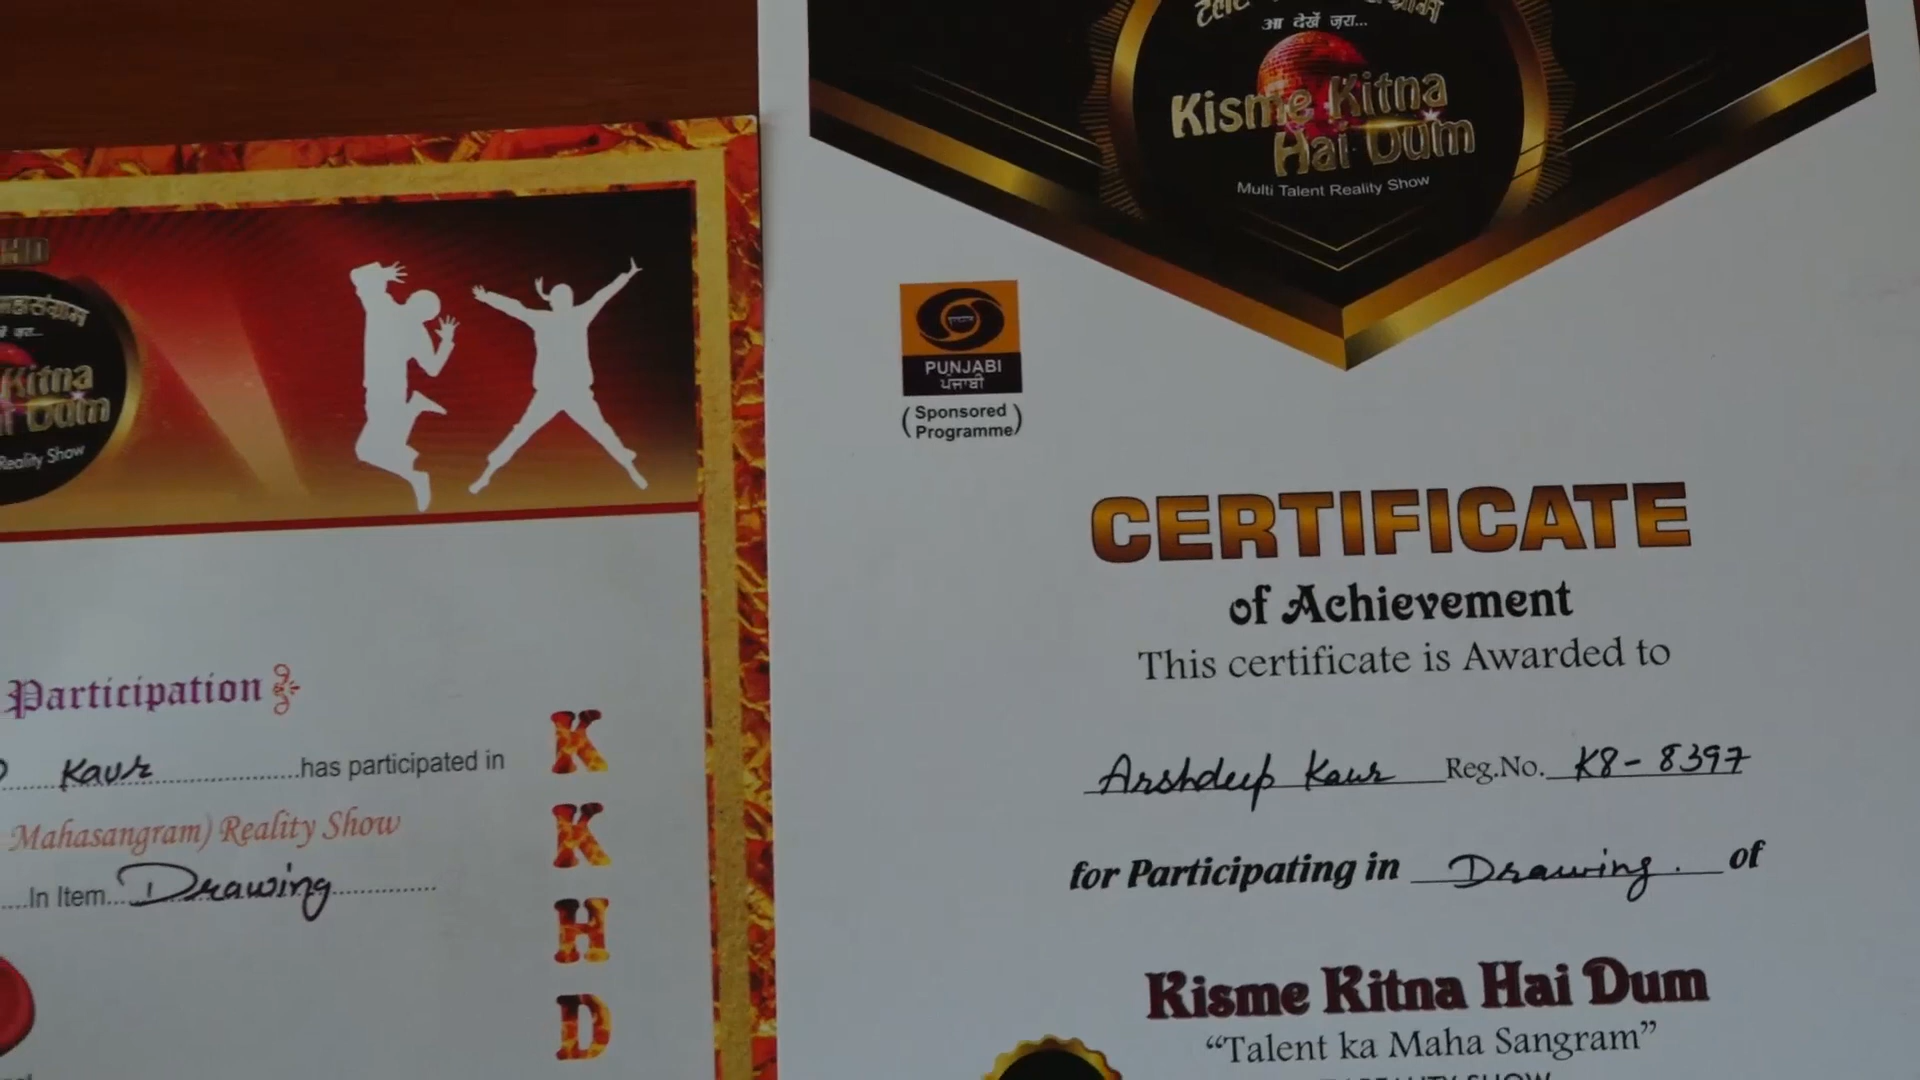 HD
महासंग्राम
Kitna
Dum
Reality Show
Participation
Kaur has participated in
Mahasangram) Reality Show
In Item Drawing
K
K
H
D
आ देखें ज़रा...
Kisme Kitna
Hai Dum
Multi Talent Reality Show
PUNJABI
ਪੰਜਾਬੀ
(Sponsored
Programme)
CERTIFICATE
of Achievement
This certificate is Awarded to
Arshdeep Kaur Reg.No. K8-8397
for Participating in Drawing. of
Kisme Kitna Hai Dum
“Talent ka Maha Sangram”